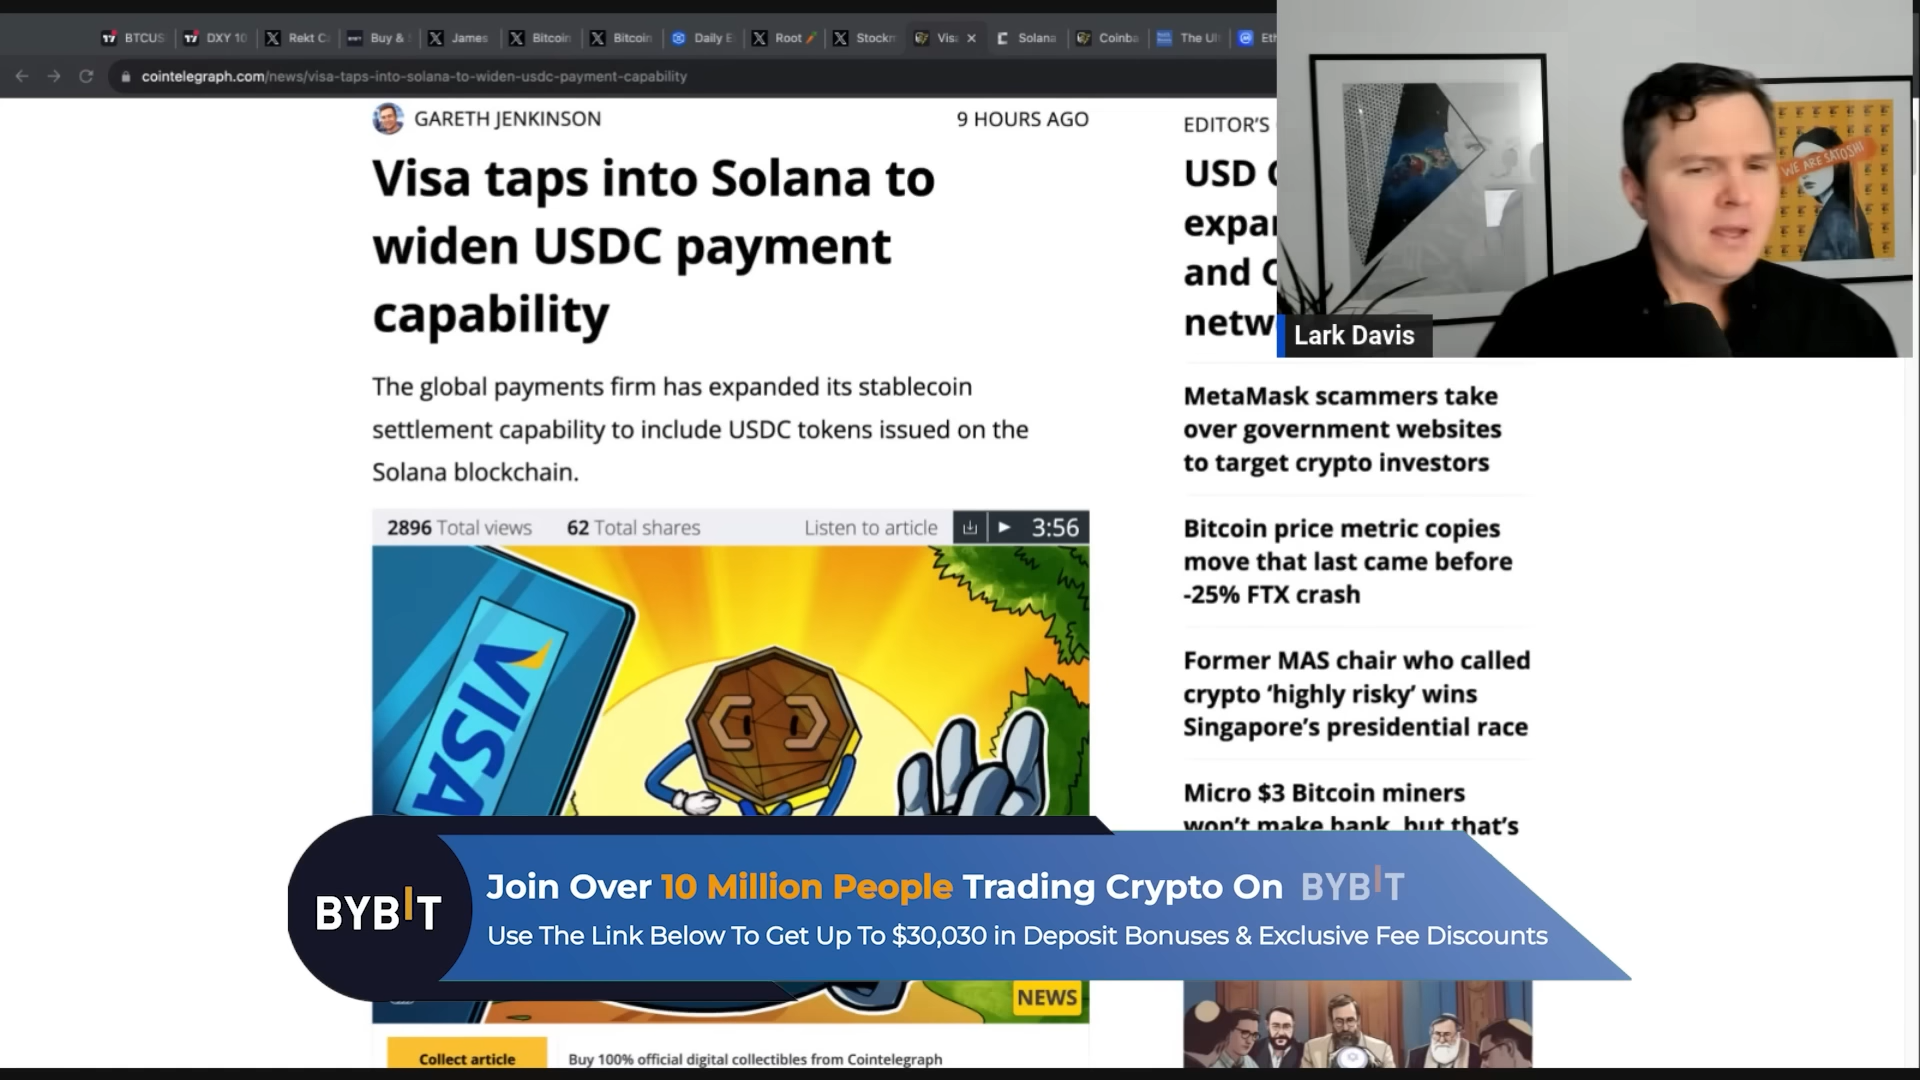 BTCUS
DXY 10
Rekt C
Buy &
James
Bitcoin
Bitcoin
Daily E
Root
Stockm
Visa
Solana
Coinba
The Ul
Eth
cointelegraph.com/news/visa-taps-into-solana-to-widen-usdc-payment-capability
GARETH JENKINSON
9 HOURS AGO
Visa taps into Solana to
widen USDC payment
capability
The global payments firm has expanded its stablecoin
settlement capability to include USDC tokens issued on the
Solana blockchain.
2896 Total views
62 Total shares
Listen to article
3:56
VISA
NEWS
Collect article
Buy 100% official digital collectibles from Cointelegraph
EDITOR'S
USD
expa
and
netw
MetaMask scammers take
over government websites
to target crypto investors
Bitcoin price metric copies
move that last came before
-25% FTX crash
Former MAS chair who called
crypto ‘highly risky’ wins
Singapore’s presidential race
Micro $3 Bitcoin miners
won’t make bank, but that’s
WE ARE SATOSHI
Lark Davis
BYBIT
Join Over 10 Million People Trading Crypto On BYBIT
Use The Link Below To Get Up To $30,030 in Deposit Bonuses & Exclusive Fee Discounts